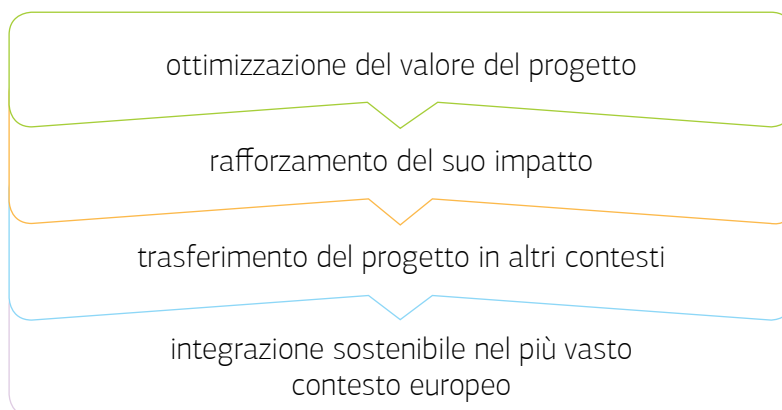 ottimizzazione del valore del progetto
rafforzamento del suo impatto
trasferimento del progetto in altri contesti
integrazione sostenibile nel più vasto
contesto europeo